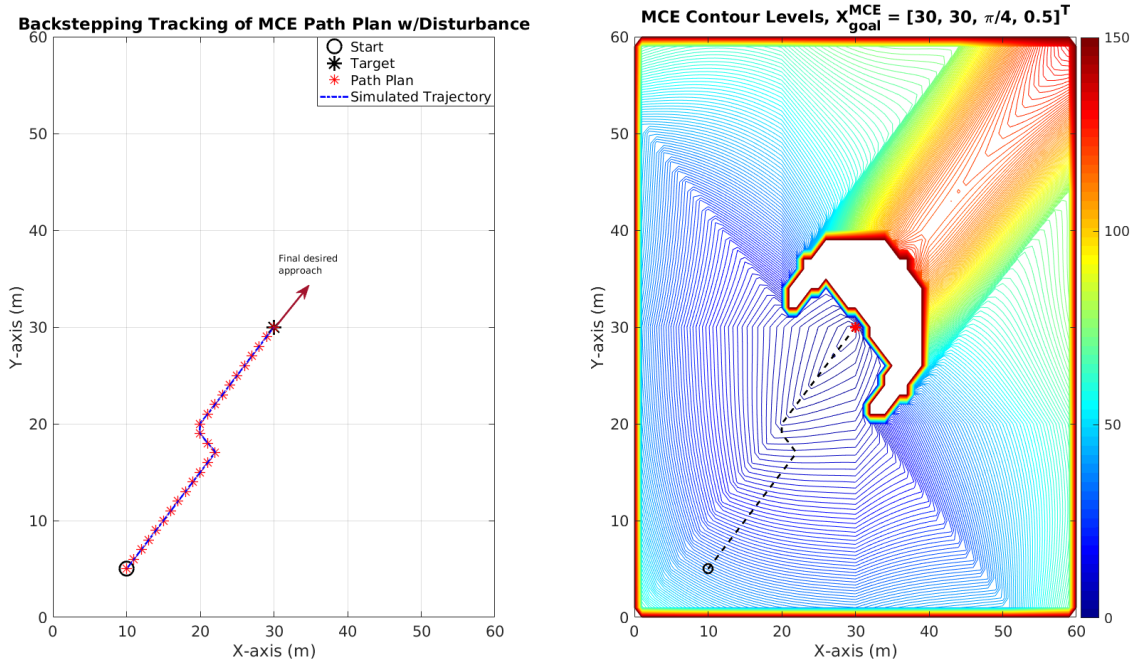 Backstepping Tracking of MCE Path Plan w/Disturbance
60
50
40
30
20
10
0
0
10
20
30
40
50
60
Y-axis (m)
X-axis (m)
Start
Target
Path Plan
Simulated Trajectory
Final desired
approach
MCE Contour Levels, X_goal^MCE = [30, 30, π/4, 0.5]^T
60
50
40
30
20
10
0
0
10
20
30
40
50
60
Y-axis (m)
X-axis (m)
150
100
50
0